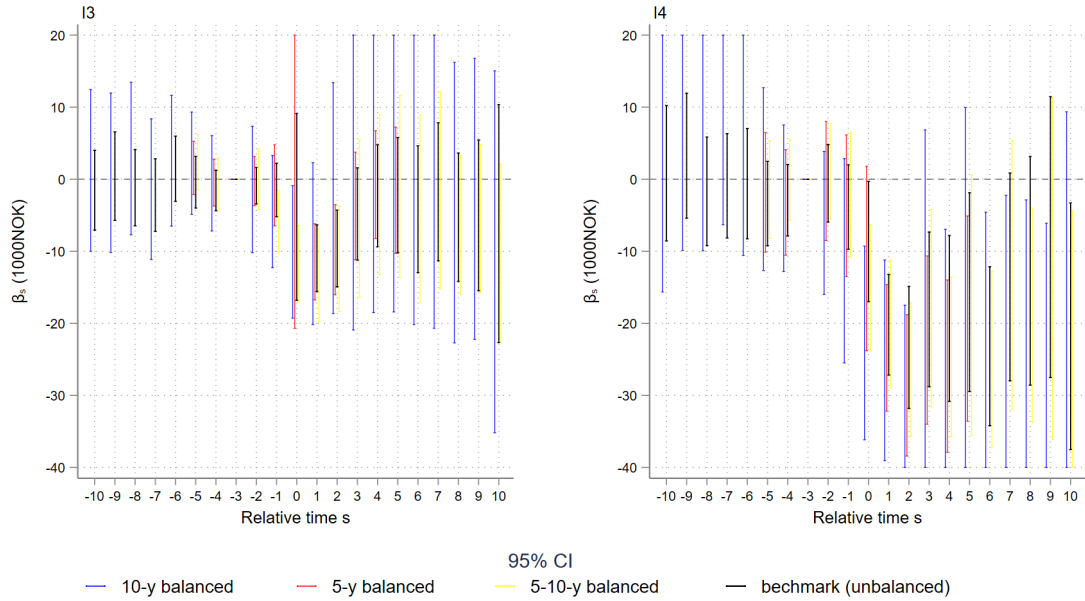 I3
I4
20
10
0
-10
-20
-30
-40
βs (1000NOK)
-10 -9 -8 -7 -6 -5 -4 -3 -2 -1 0 1 2 3 4 5 6 7 8 9 10
Relative time s
20
10
0
-10
-20
-30
-40
βs (1000NOK)
-10 -9 -8 -7 -6 -5 -4 -3 -2 -1 0 1 2 3 4 5 6 7 8 9 10
Relative time s
95% CI
10-y balanced 5-y balanced 5-10-y balanced bechmark (unbalanced)